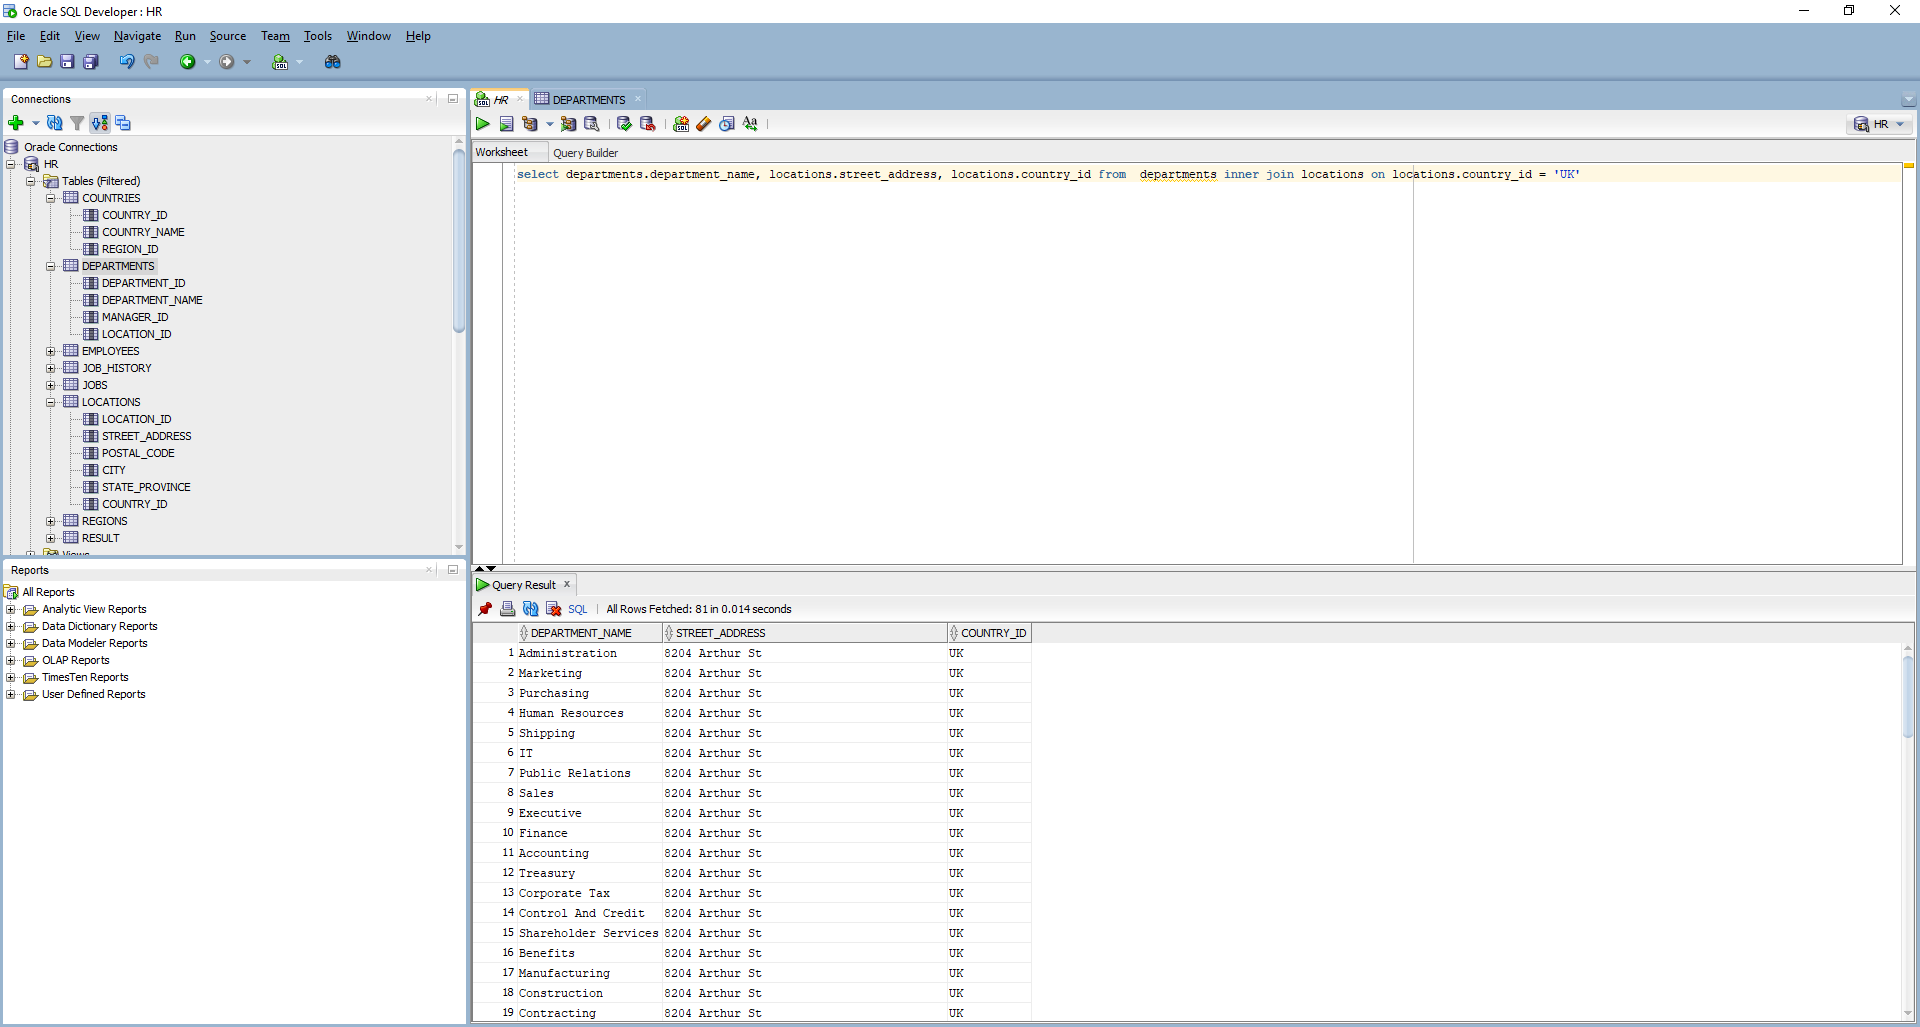 Oracle SQL Developer : HR
File Edit View Navigate Run Source Team Tools Window Help
Connections
Oracle Connections
HR
Tables (Filtered)
COUNTRIES
COUNTRY_ID
COUNTRY_NAME
REGION_ID
DEPARTMENTS
DEPARTMENT_ID
DEPARTMENT_NAME
MANAGER_ID
LOCATION_ID
EMPLOYEES
JOB_HISTORY
JOBS
LOCATIONS
LOCATION_ID
STREET_ADDRESS
POSTAL_CODE
CITY
STATE_PROVINCE
COUNTRY_ID
REGIONS
RESULT
Views
Reports
All Reports
Analytic View Reports
Data Dictionary Reports
Data Modeler Reports
OLAP Reports
TimesTen Reports
User Defined Reports
HR DEPARTMENTS
HR
Worksheet Query Builder
select departments.department_name, locations.street_address, locations.country_id from  departments inner join locations on locations.country_id = 'UK'
Query Result
SQL | All Rows Fetched: 81 in 0.014 seconds
DEPARTMENT_NAME STREET_ADDRESS COUNTRY_ID
1 Administration 8204 Arthur St UK
2 Marketing 8204 Arthur St UK
3 Purchasing 8204 Arthur St UK
4 Human Resources 8204 Arthur St UK
5 Shipping 8204 Arthur St UK
6 IT 8204 Arthur St UK
7 Public Relations 8204 Arthur St UK
8 Sales 8204 Arthur St UK
9 Executive 8204 Arthur St UK
10 Finance 8204 Arthur St UK
11 Accounting 8204 Arthur St UK
12 Treasury 8204 Arthur St UK
13 Corporate Tax 8204 Arthur St UK
14 Control And Credit 8204 Arthur St UK
15 Shareholder Services 8204 Arthur St UK
16 Benefits 8204 Arthur St UK
17 Manufacturing 8204 Arthur St UK
18 Construction 8204 Arthur St UK
19 Contracting 8204 Arthur St UK